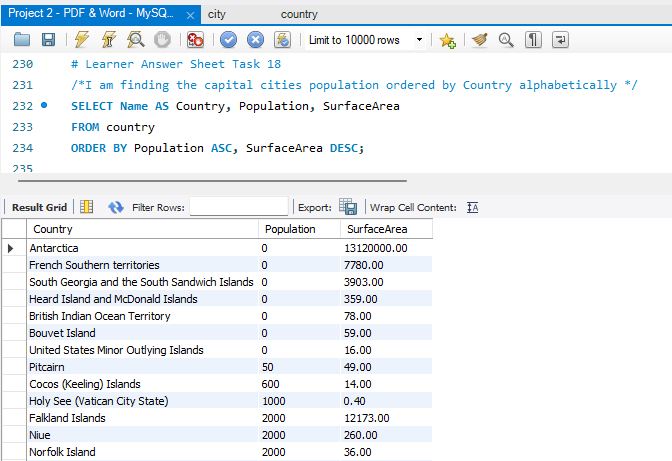 Project 2 - PDF & Word - MySQ... × city country
Limit to 10000 rows
230 # Learner Answer Sheet Task 18
231 /*I am finding the capital cities population ordered by Country alphabetically */
232 SELECT Name AS Country, Population, SurfaceArea
233 FROM country
234 ORDER BY Population ASC, SurfaceArea DESC;
235
Result Grid Filter Rows: Export: Wrap Cell Content:
Country Population SurfaceArea
Antarctica 0 13120000.00
French Southern territories 0 7780.00
South Georgia and the South Sandwich Islands 0 3903.00
Heard Island and McDonald Islands 0 359.00
British Indian Ocean Territory 0 78.00
Bouvet Island 0 59.00
United States Minor Outlying Islands 0 16.00
Pitcairn 50 49.00
Cocos (Keeling) Islands 600 14.00
Holy See (Vatican City State) 1000 0.40
Falkland Islands 2000 12173.00
Niue 2000 260.00
Norfolk Island 2000 36.00